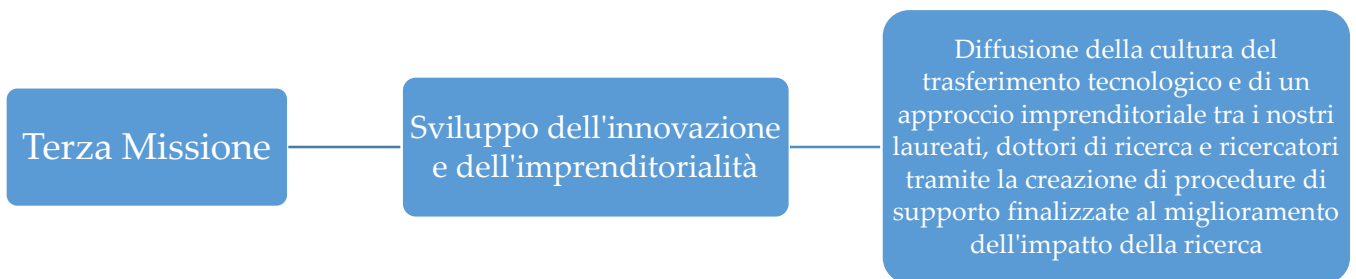 Terza Missione
Sviluppo dell'innovazione
e dell'imprenditorialità
Diffusione della cultura del
trasferimento tecnologico e di un
approccio imprenditoriale tra i nostri
laureati, dottori di ricerca e ricercatori
tramite la creazione di procedure di
supporto finalizzate al miglioramento
dell'impatto della ricerca